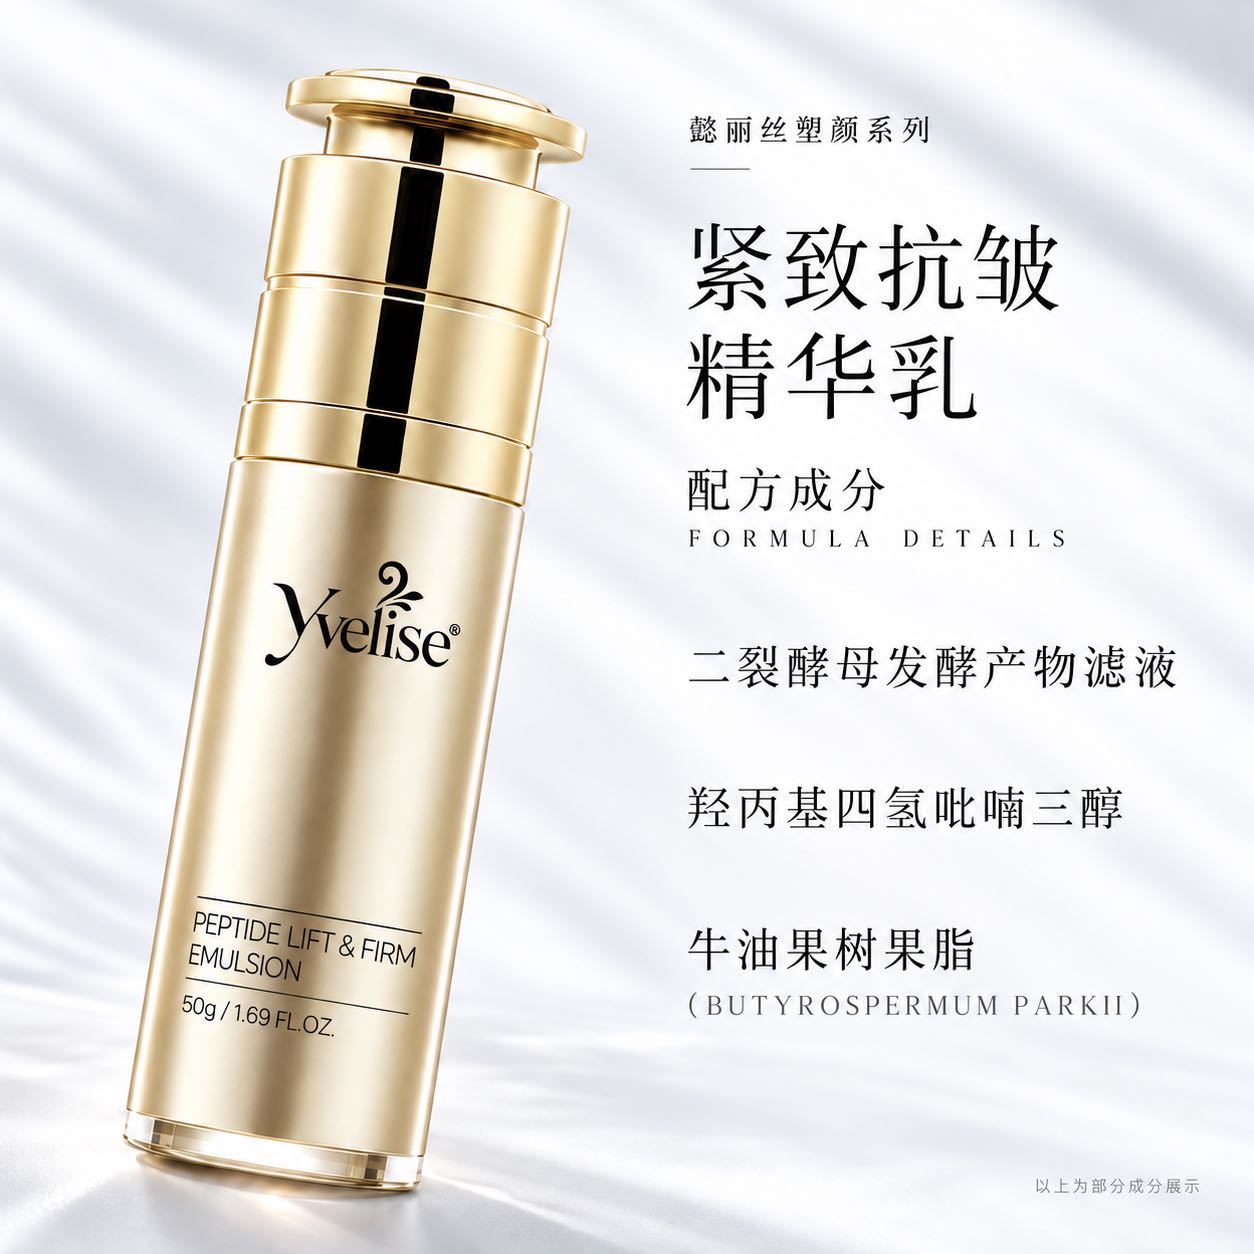 懿丽丝塑颜系列
紧致抗皱
精华乳
配方成分
FORMULA DETAILS
二裂酵母发酵产物滤液
羟丙基四氢吡喃三醇
牛油果树果脂
(BUTYROSPERMUM PARKII)
以上为部分成分展示
Yvelise®
PEPTIDE LIFT & FIRM
EMULSION
50g / 1.69 FL.OZ.